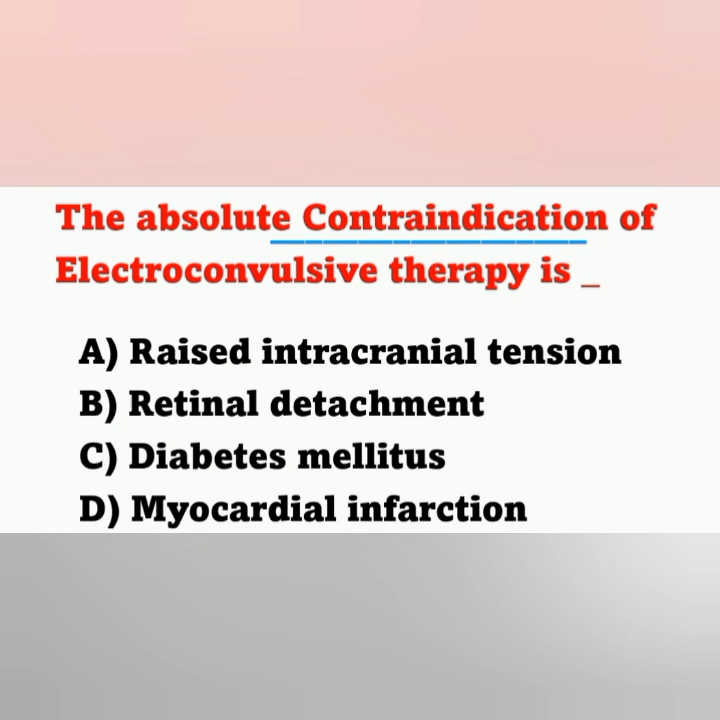 The absolute Contraindication of
Electroconvulsive therapy is _
A) Raised intracranial tension
B) Retinal detachment
C) Diabetes mellitus
D) Myocardial infarction